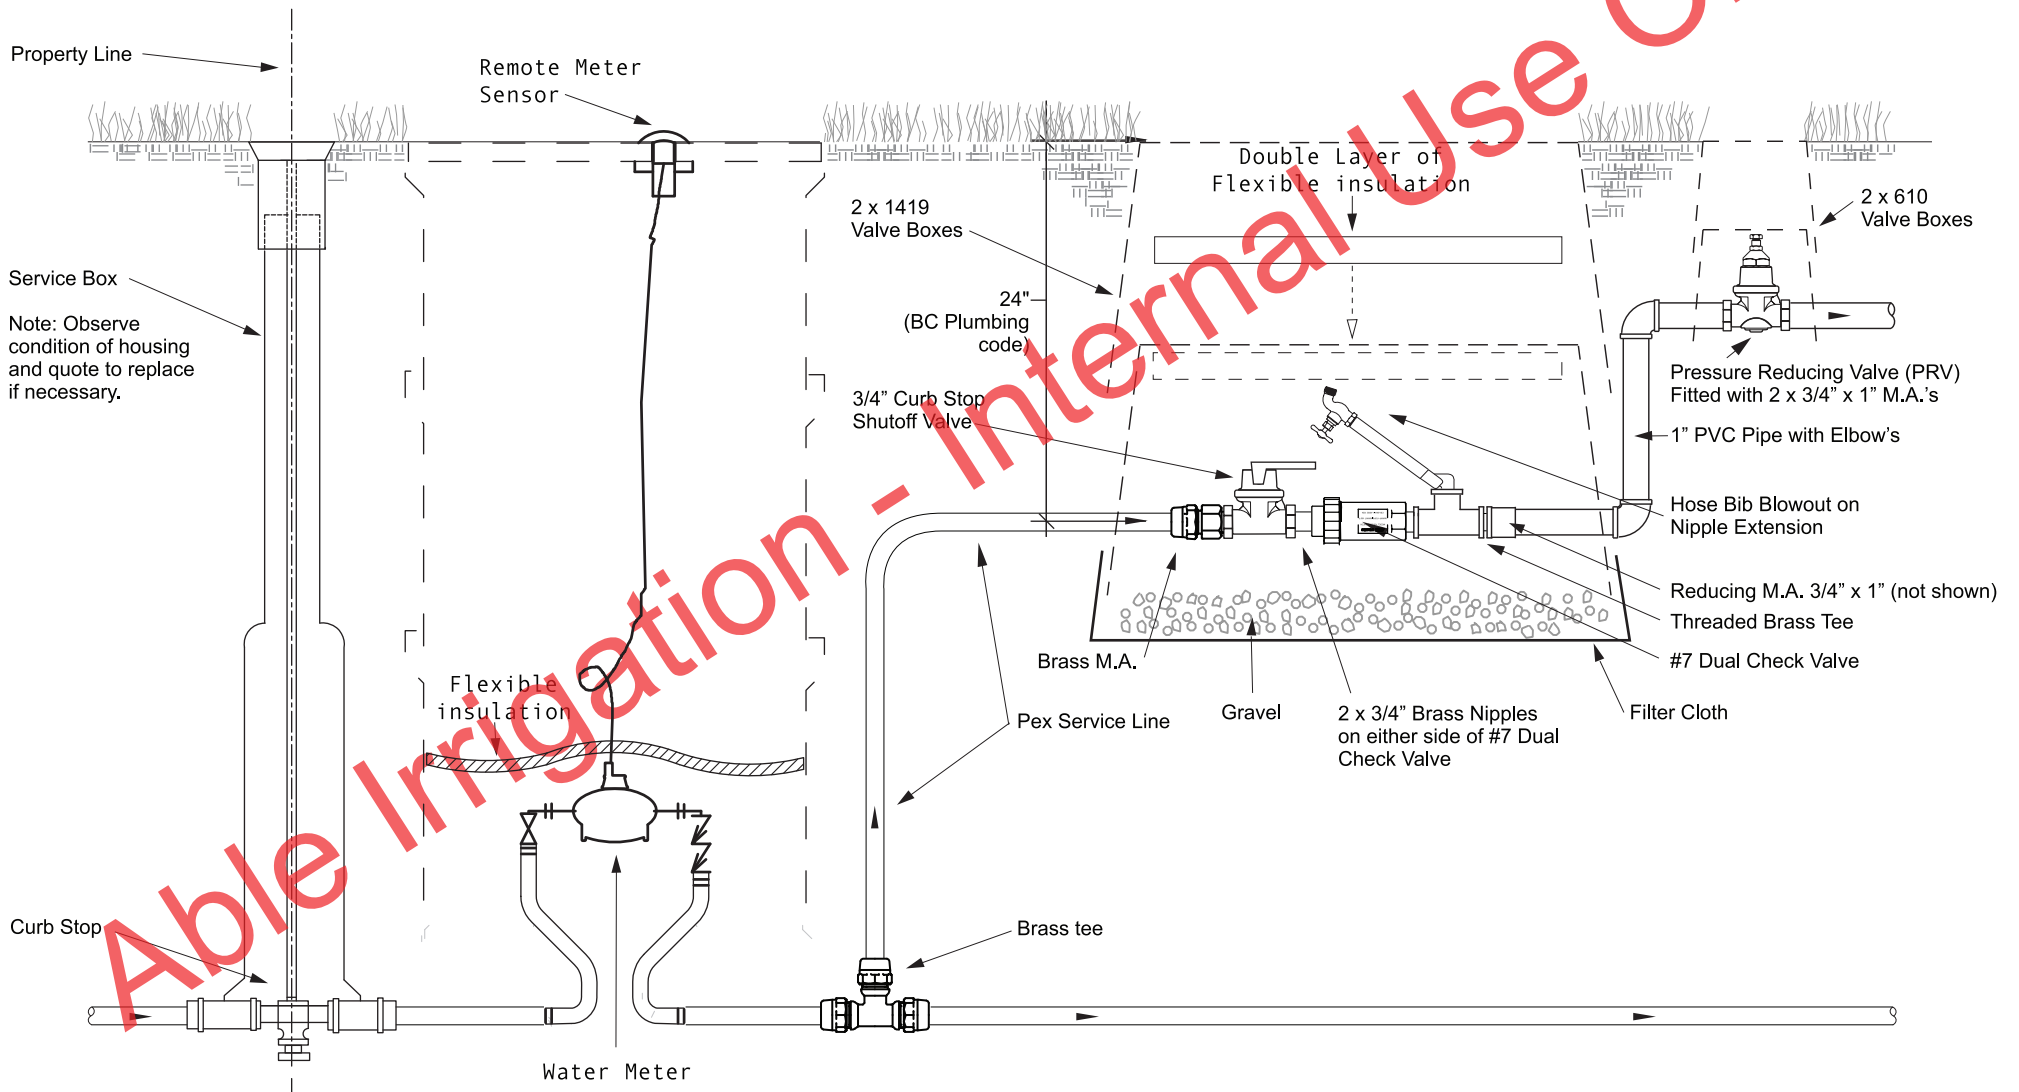 Property Line
Remote Meter
Sensor
Double Layer of
Flexible insulation
2 x 1419
Valve Boxes
2 x 610
Valve Boxes
Service Box
Note: Observe
condition of housing
and quote to replace
if necessary.
24"
(BC Plumbing
code)
3/4” Curb Stop
Shutoff Valve
Pressure Reducing Valve (PRV)
Fitted with 2 x 3/4” x 1” M.A.’s
1” PVC Pipe with Elbow’s
Hose Bib Blowout on
Nipple Extension
Reducing M.A. 3/4” x 1” (not shown)
Threaded Brass Tee
#7 Dual Check Valve
Filter Cloth
Brass M.A.
Gravel
2 x 3/4” Brass Nipples
on either side of #7 Dual
Check Valve
Pex Service Line
Flexible
insulation
Curb Stop
Brass tee
Water Meter
Able Irrigation - Internal Use